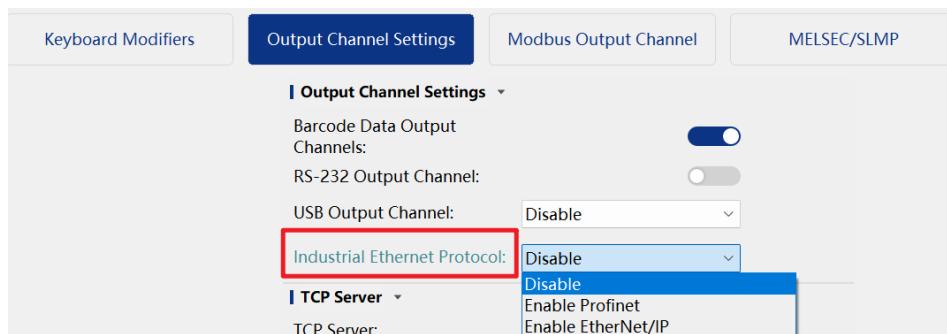 Keyboard Modifiers
Output Channel Settings
Modbus Output Channel
MELSEC/SLMP
Output Channel Settings
Barcode Data Output
Channels:
RS-232 Output Channel:
USB Output Channel: Disable
Industrial Ethernet Protocol: Disable
Disable
Enable Profinet
Enable EtherNet/IP
TCP Server
TCP Server: